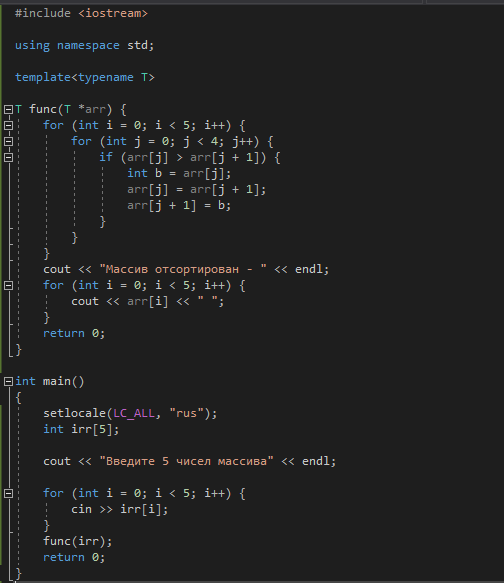 #include <iostream>
using namespace std;
template<typename T>
T func(T *arr) {
for (int i = 0; i < 5; i++) {
for (int j = 0; j < 4; j++) {
if (arr[j] > arr[j + 1]) {
int b = arr[j];
arr[j] = arr[j + 1];
arr[j + 1] = b;
}
}
}
cout << "Массив отсортирован - " << endl;
for (int i = 0; i < 5; i++) {
cout << arr[i] << " ";
}
return 0;
}
int main()
{
setlocale(LC_ALL, "rus");
int irr[5];
cout << "Введите 5 чисел массива" << endl;
for (int i = 0; i < 5; i++) {
cin >> irr[i];
}
func(irr);
return 0;
}